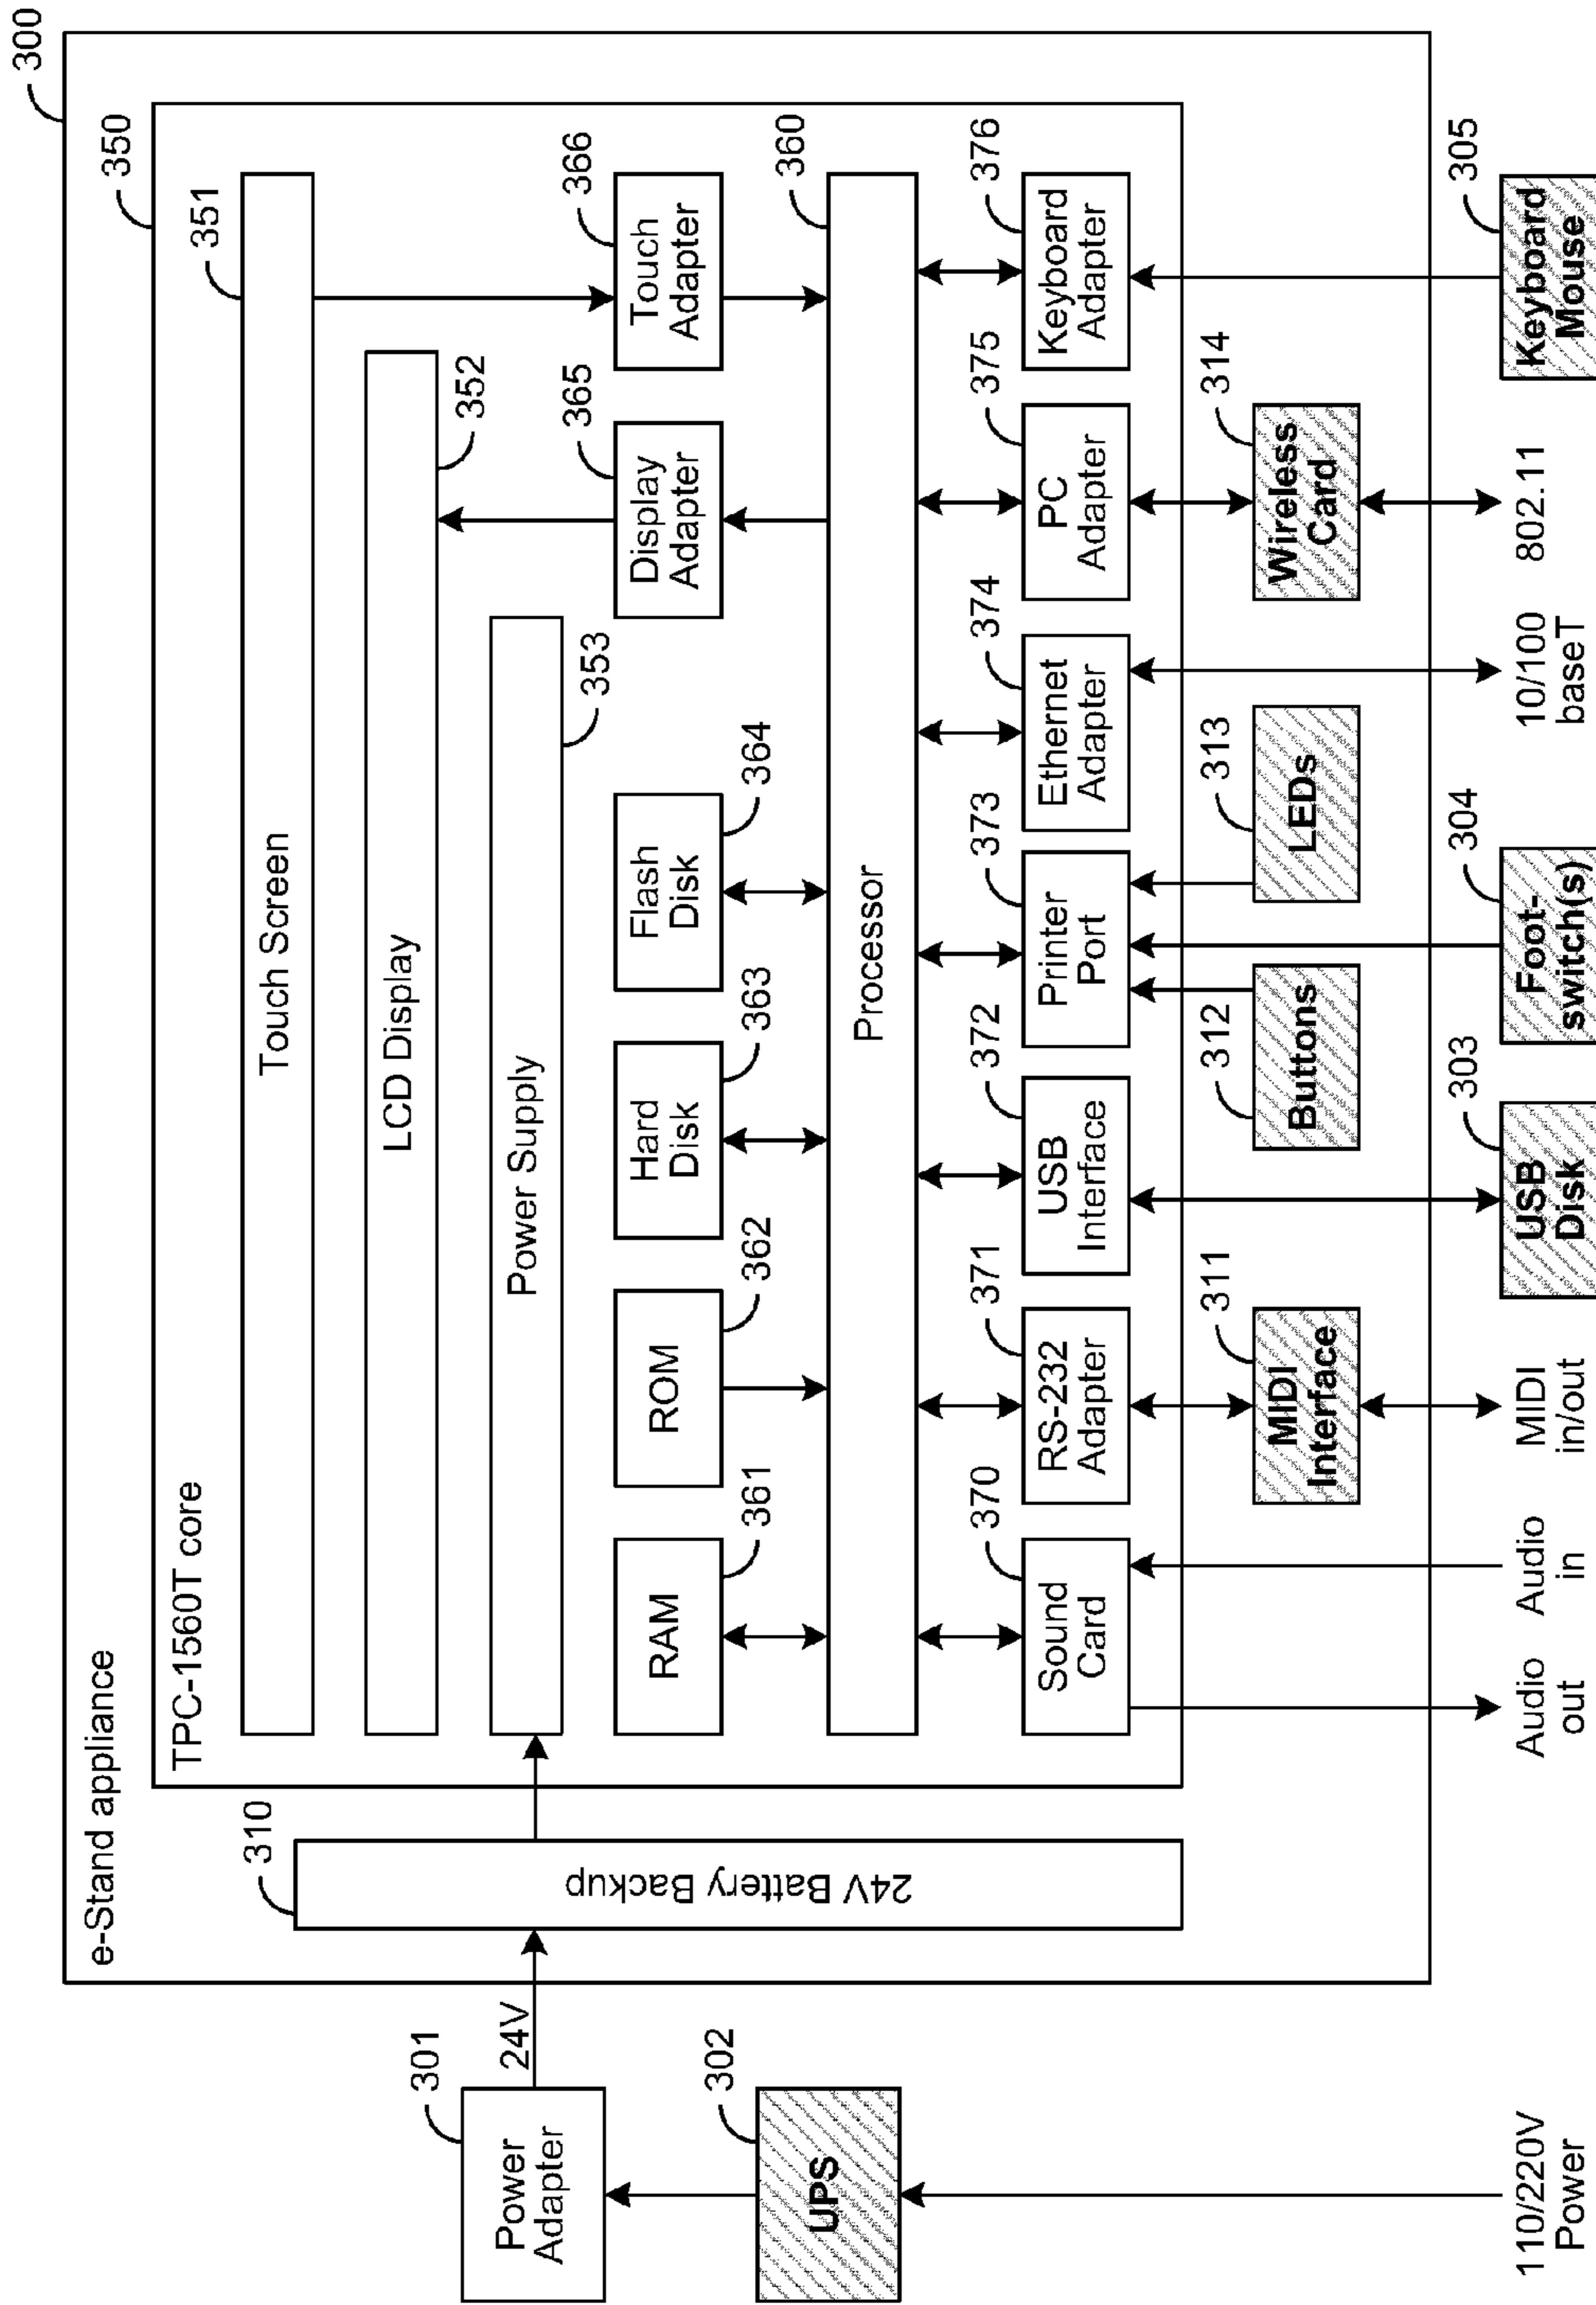 300
e-Stand appliance
350
TPC-1560T core
351
Touch Screen
LCD Display
352
Power Supply
353
310
24V Battery Backup
301
24V
Power
Adapter
302
UPS
110/220V
Power
RAM
361
ROM
362
Hard
Disk
363
Flash
Disk
364
Display
Adapter
365
Touch
Adapter
366
Processor
360
Sound
Card
370
RS-232
Adapter
371
USB
Interface
372
Printer
Port
373
Ethernet
Adapter
374
PC
Adapter
375
Keyboard
Adapter
376
MIDI
Interface
311
Buttons
312
LEDs
313
Wireless
Card
314
Audio
out
Audio
in
MIDI
in/out
USB
Disk
303
Foot-
switch(s)
304
10/100
baseT
802.11
Keyboard
Mouse
305